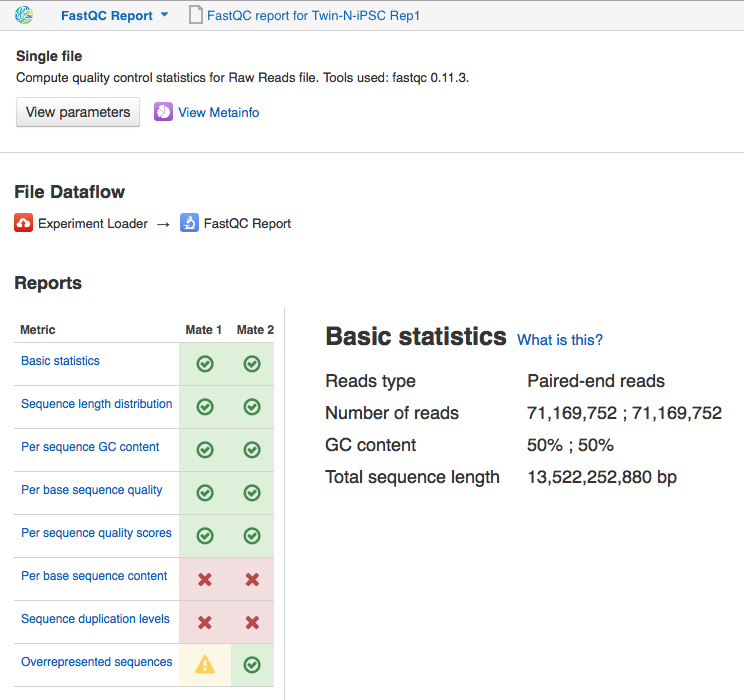 FastQC Report FastQC report for Twin-N-iPSC Rep1
Single file
Compute quality control statistics for Raw Reads file. Tools used: fastqc 0.11.3.
View parameters View Metainfo
File Dataflow
Experiment Loader → FastQC Report
Reports
Metric Mate 1 Mate 2
Basic statistics
Sequence length distribution
Per sequence GC content
Per base sequence quality
Per sequence quality scores
Per base sequence content
Sequence duplication levels
Overrepresented sequences
Basic statistics What is this?
Reads type Paired-end reads
Number of reads 71,169,752 ; 71,169,752
GC content 50% ; 50%
Total sequence length 13,522,252,880 bp